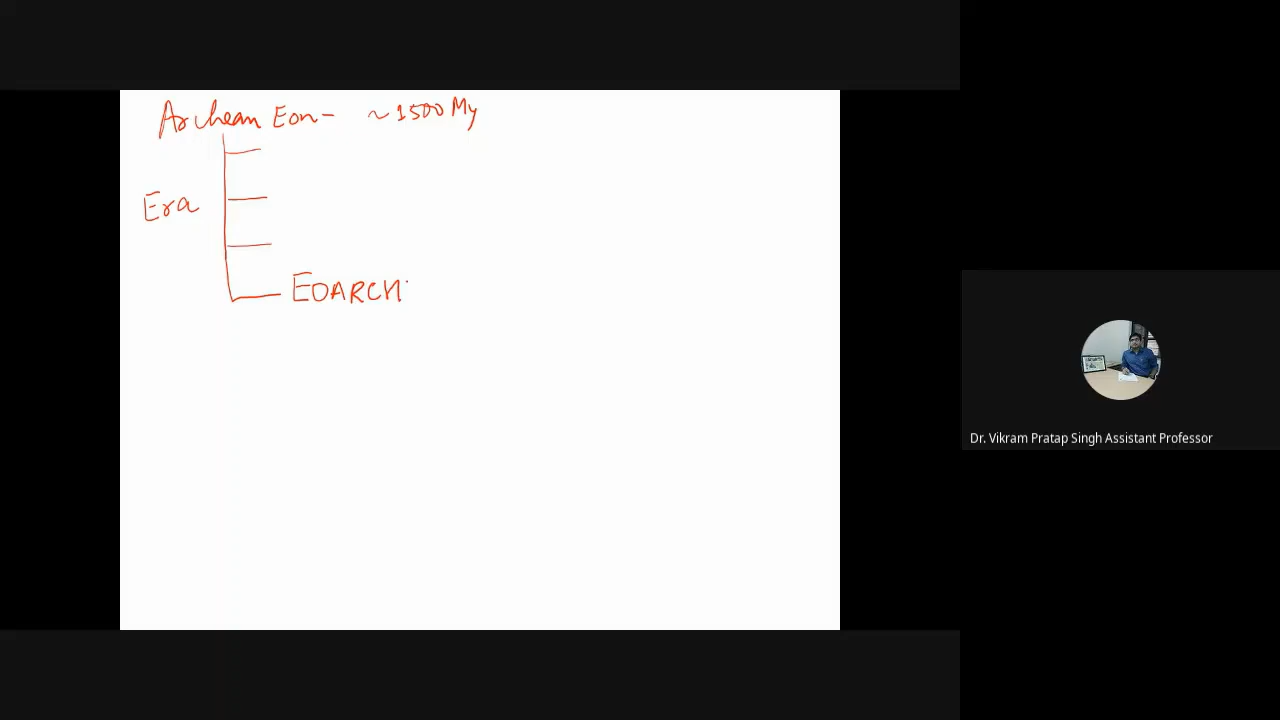 Archean Eon- ~1500 My
Era
EOARCH
Dr. Vikram Pratap Singh Assistant Professor